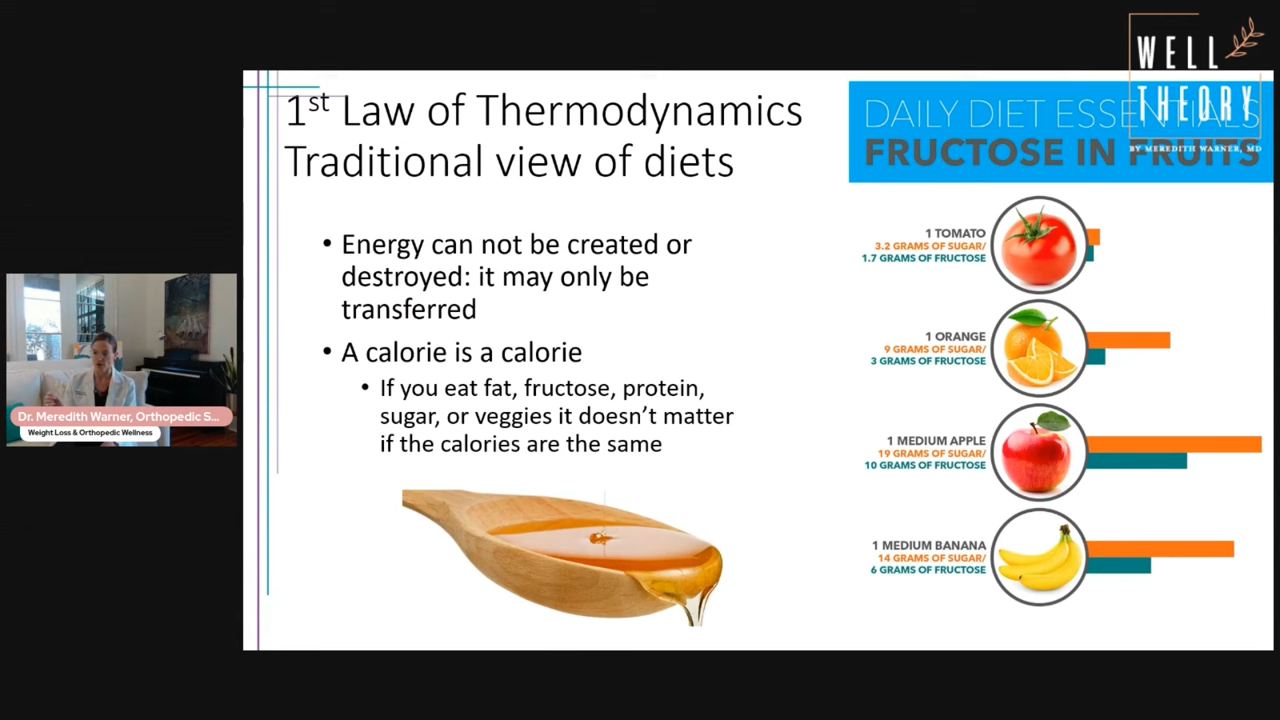 1st Law of Thermodynamics
Traditional view of diets
• Energy can not be created or
destroyed: it may only be
transferred
• A calorie is a calorie
• If you eat fat, fructose, protein,
sugar, or veggies it doesn't matter
if the calories are the same
WELL
THEORY
BY MEREDITH WARNER, MD
DAILY DIET ESSENTIALS
FRUCTOSE IN FRUITS
1 TOMATO
3.2 GRAMS OF SUGAR/
1.7 GRAMS OF FRUCTOSE
1 ORANGE
9 GRAMS OF SUGAR/
3 GRAMS OF FRUCTOSE
1 MEDIUM APPLE
19 GRAMS OF SUGAR/
10 GRAMS OF FRUCTOSE
1 MEDIUM BANANA
14 GRAMS OF SUGAR/
6 GRAMS OF FRUCTOSE
Dr. Meredith Warner, Orthopedic S...
Weight Loss & Orthopedic Wellness